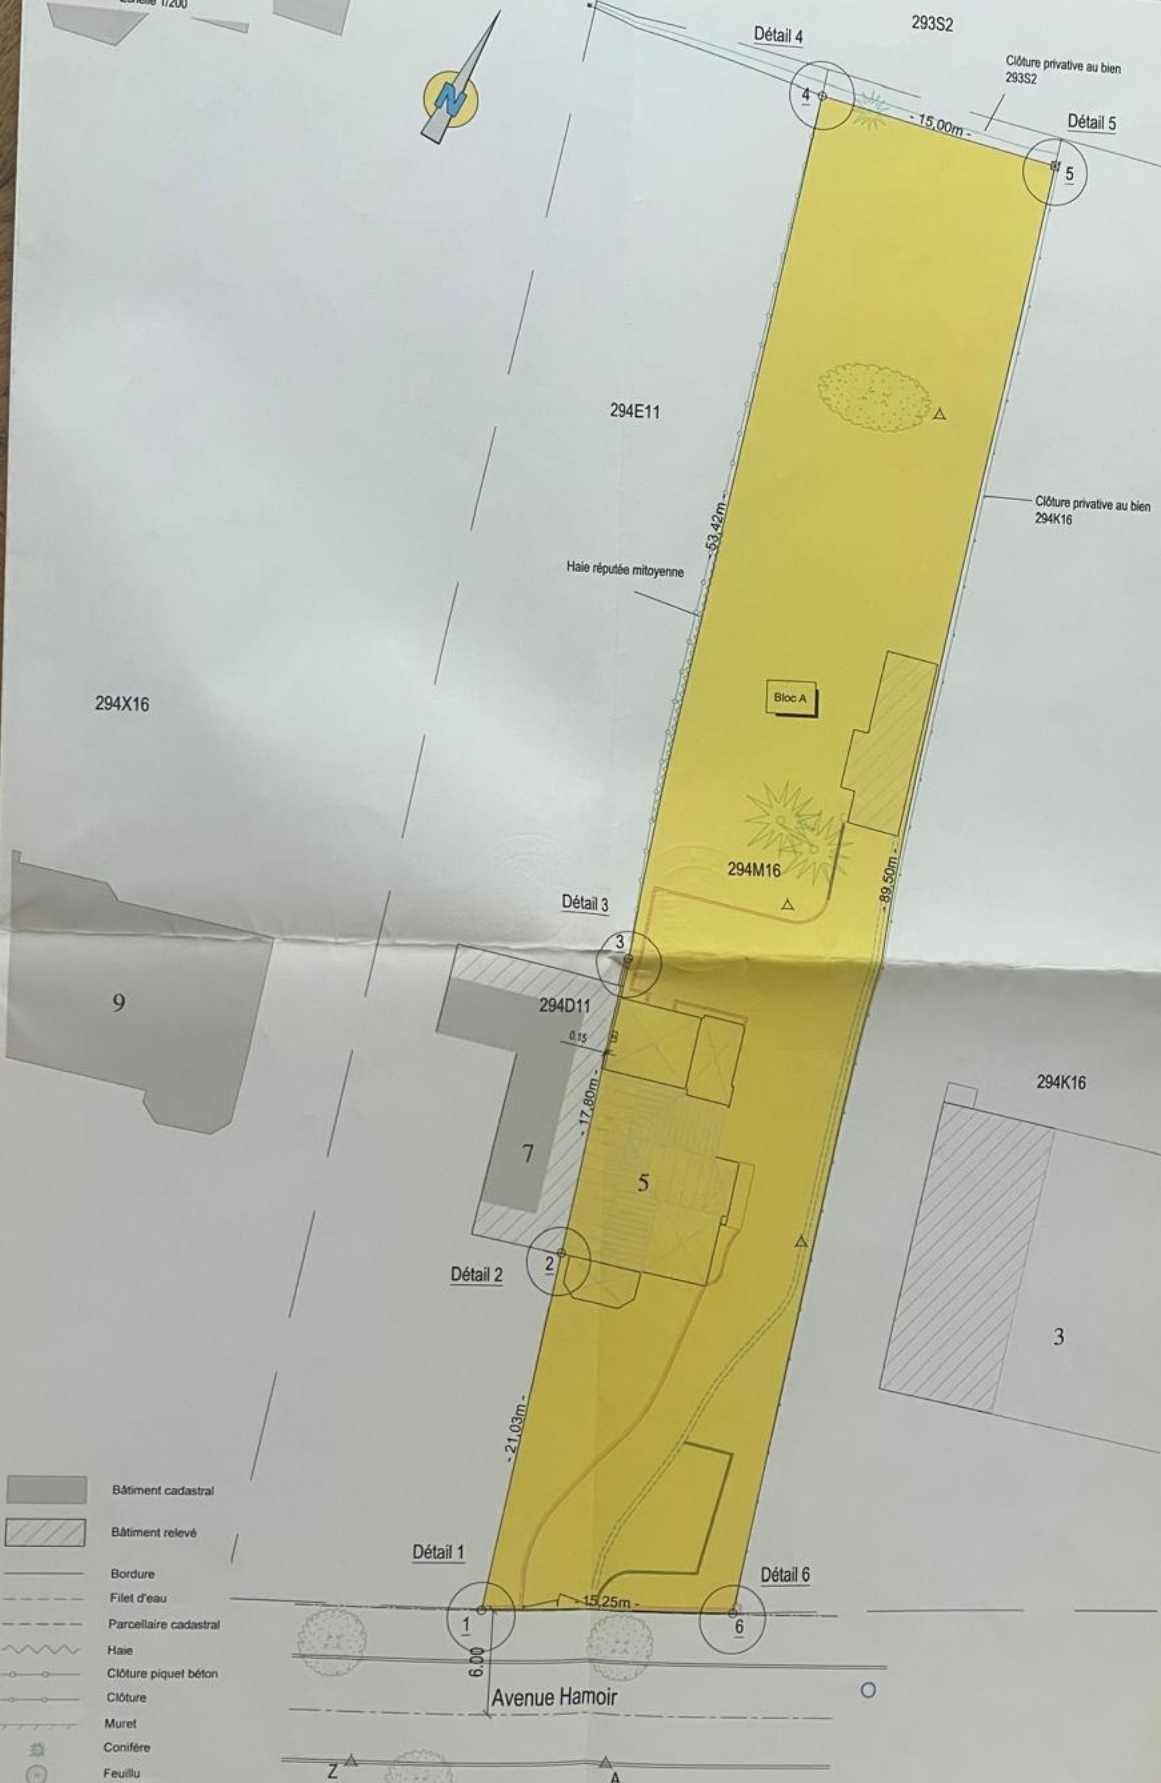 Echelle 1/200
293S2
Détail 4
Clôture privative au bien
293S2
4
- 15,00m -
Détail 5
5
N
294E11
- 53,42m -
Clôture privative au bien
294K16
Haie réputée mitoyenne
Bloc A
294X16
294M16
- 89,50m -
Détail 3
3
9
294D11
0,15
- 17,80m -
294K16
7
5
2
Détail 2
3
- 21,03m -
Bâtiment cadastral
Bâtiment relevé
Bordure
Filet d'eau
Parcellaire cadastral
Haie
Clôture piquet béton
Clôture
Muret
Conifère
Feuillu
Détail 1
Détail 6
1
- 15,25m -
6
6.00
Avenue Hamoir
Z
A